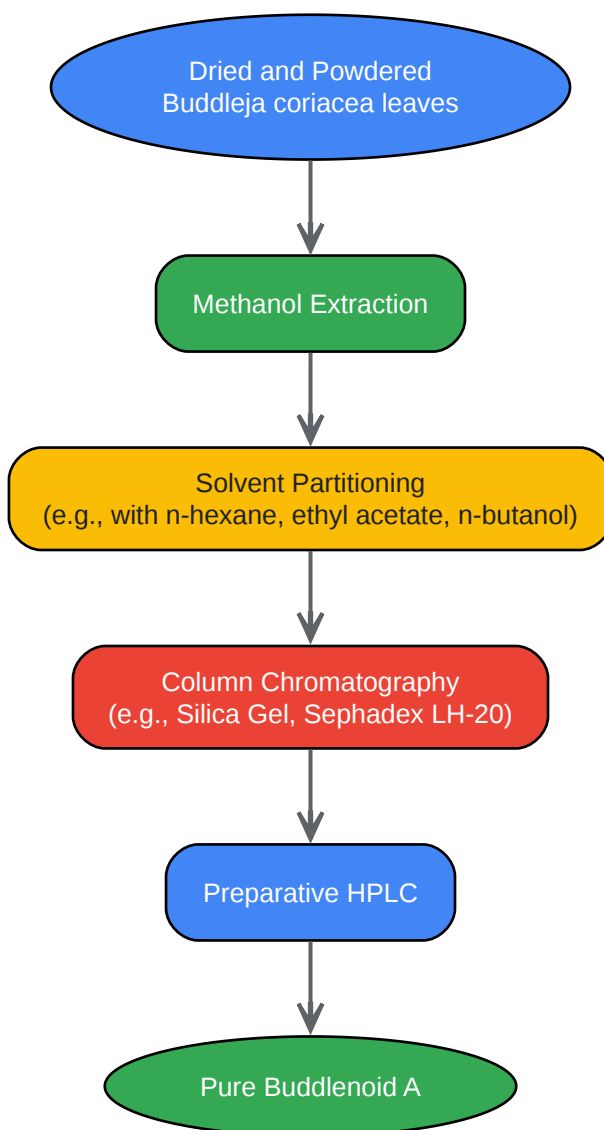 Dried and Powdered
Buddleja coriacea leaves
Methanol Extraction
Solvent Partitioning
(e.g., with n-hexane, ethyl acetate, n-butanol)
Column Chromatography
(e.g., Silica Gel, Sephadex LH-20)
Preparative HPLC
Pure Buddlenoid A